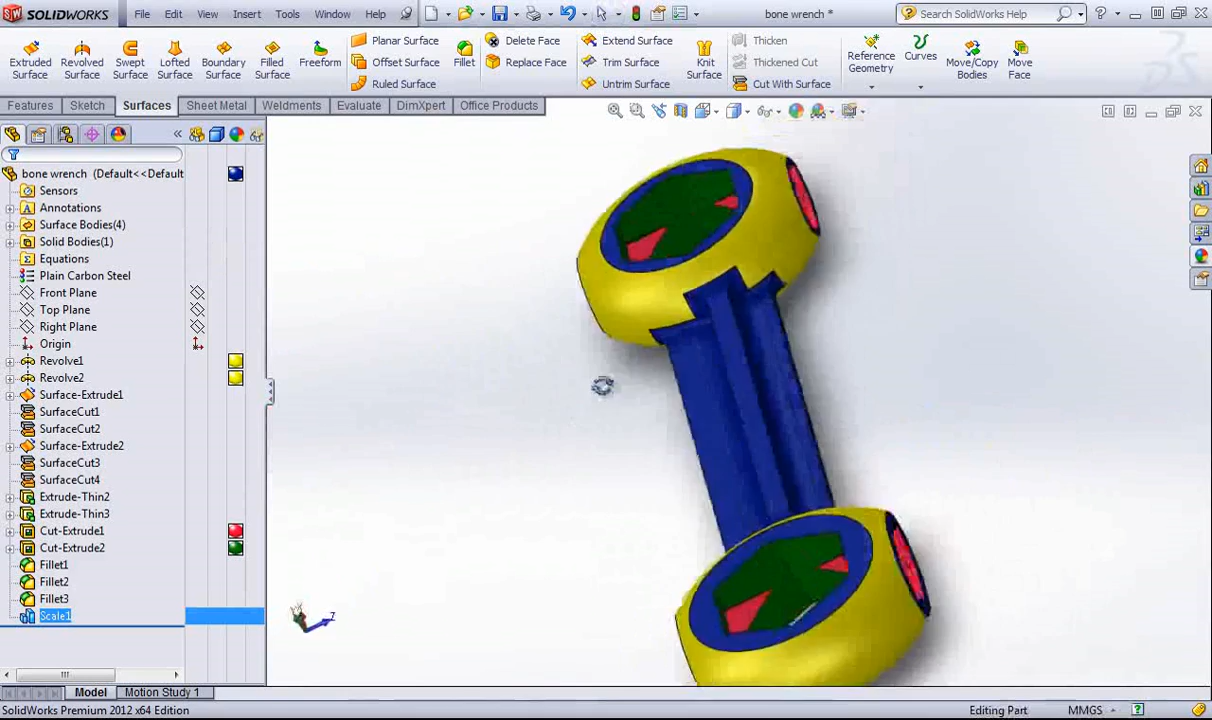 SOLIDWORKS File Edit View Insert Tools Window Help bone wrench * Search SolidWorks Help
Extruded Surface Revolved Surface Swept Surface Lofted Surface Boundary Surface Filled Surface Freeform Planar Surface Offset Surface Ruled Surface Fillet Delete Face Replace Face Extend Surface Trim Surface Untrim Surface Knit Surface Thicken Thickened Cut Cut With Surface Reference Geometry Curves Move/Copy Bodies Move Face
Features Sketch Surfaces Sheet Metal Weldments Evaluate DimXpert Office Products
bone wrench (Default<<Default
Sensors
Annotations
Surface Bodies(4)
Solid Bodies(1)
Equations
Plain Carbon Steel
Front Plane
Top Plane
Right Plane
Origin
Revolve1
Revolve2
Surface-Extrude1
SurfaceCut1
SurfaceCut2
Surface-Extrude2
SurfaceCut3
SurfaceCut4
Extrude-Thin2
Extrude-Thin3
Cut-Extrude1
Cut-Extrude2
Fillet1
Fillet2
Fillet3
Scale1
Z
Model Motion Study 1
SolidWorks Premium 2012 x64 Edition Editing Part MMGS